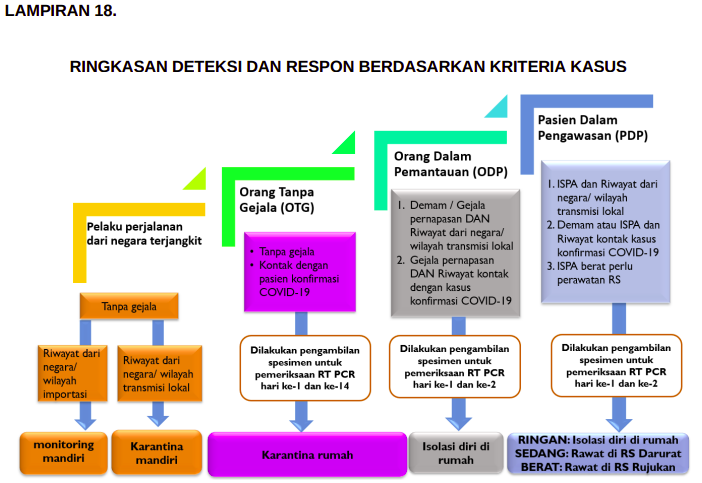 LAMPIRAN 18.
RINGKASAN DETEKSI DAN RESPON BERDASARKAN KRITERIA KASUS
Pelaku perjalanan
dari negara terjangkit
Tanpa gejala
Riwayat dari
negara/
wilayah
importasi
Riwayat dari
negara/ wilayah
transmisi lokal
monitoring
mandiri
Karantina
mandiri
Orang Tanpa
Gejala (OTG)
• Tanpa gejala
• Kontak dengan
pasien konfirmasi
COVID-19
Dilakukan pengambilan
spesimen untuk
pemeriksaan RT PCR
hari ke-1 dan ke-14
Karantina rumah
Orang Dalam
Pemantauan (ODP)
1. Demam / Gejala
pernapasan DAN
Riwayat dari negara/
wilayah transmisi lokal
2. Gejala pernapasan
DAN Riwayat kontak
dengan kasus
konfirmasi COVID-19
Dilakukan pengambilan
spesimen untuk
pemeriksaan RT PCR
hari ke-1 dan ke-2
Isolasi diri di
rumah
Pasien Dalam
Pengawasan (PDP)
1. ISPA dan Riwayat dari
negara/ wilayah
transmisi lokal
2. Demam atau ISPA dan
Riwayat kontak kasus
konfirmasi COVID-19
3. ISPA berat perlu
perawatan RS
Dilakukan pengambilan
spesimen untuk
pemeriksaan RT PCR
hari ke-1 dan ke-2
RINGAN: Isolasi diri di rumah
SEDANG: Rawat di RS Darurat
BERAT: Rawat di RS Rujukan